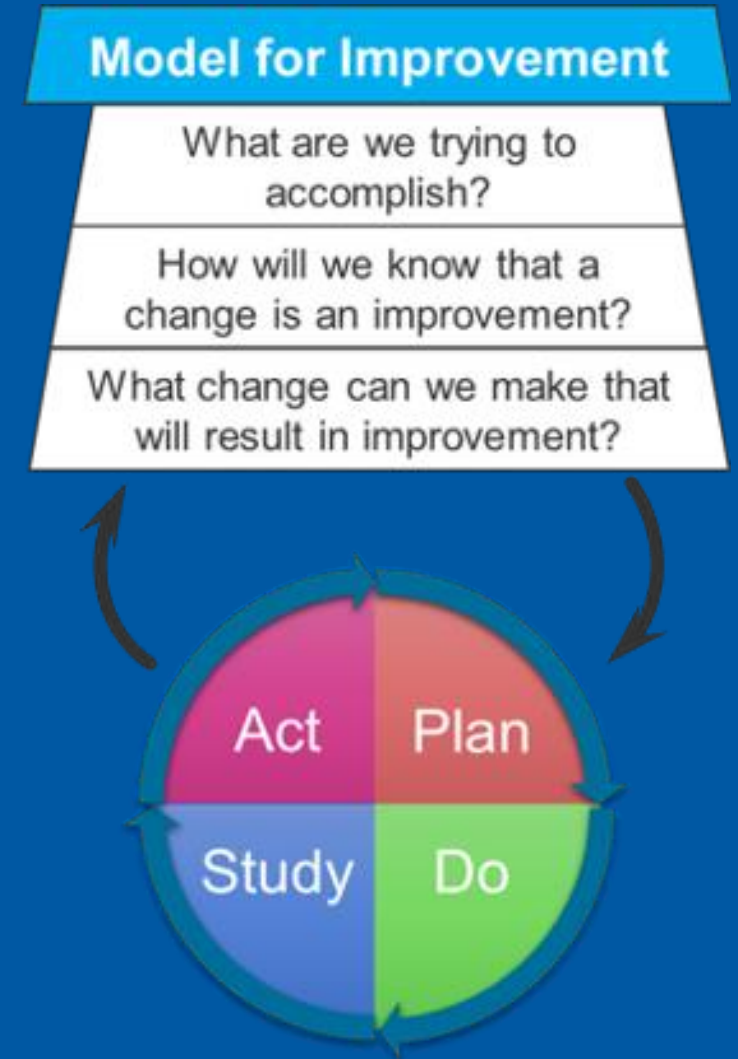 Model for Improvement
What are we trying to
accomplish?
How will we know that a
change is an improvement?
What change can we make that
will result in improvement?
Act
Plan
Study
Do